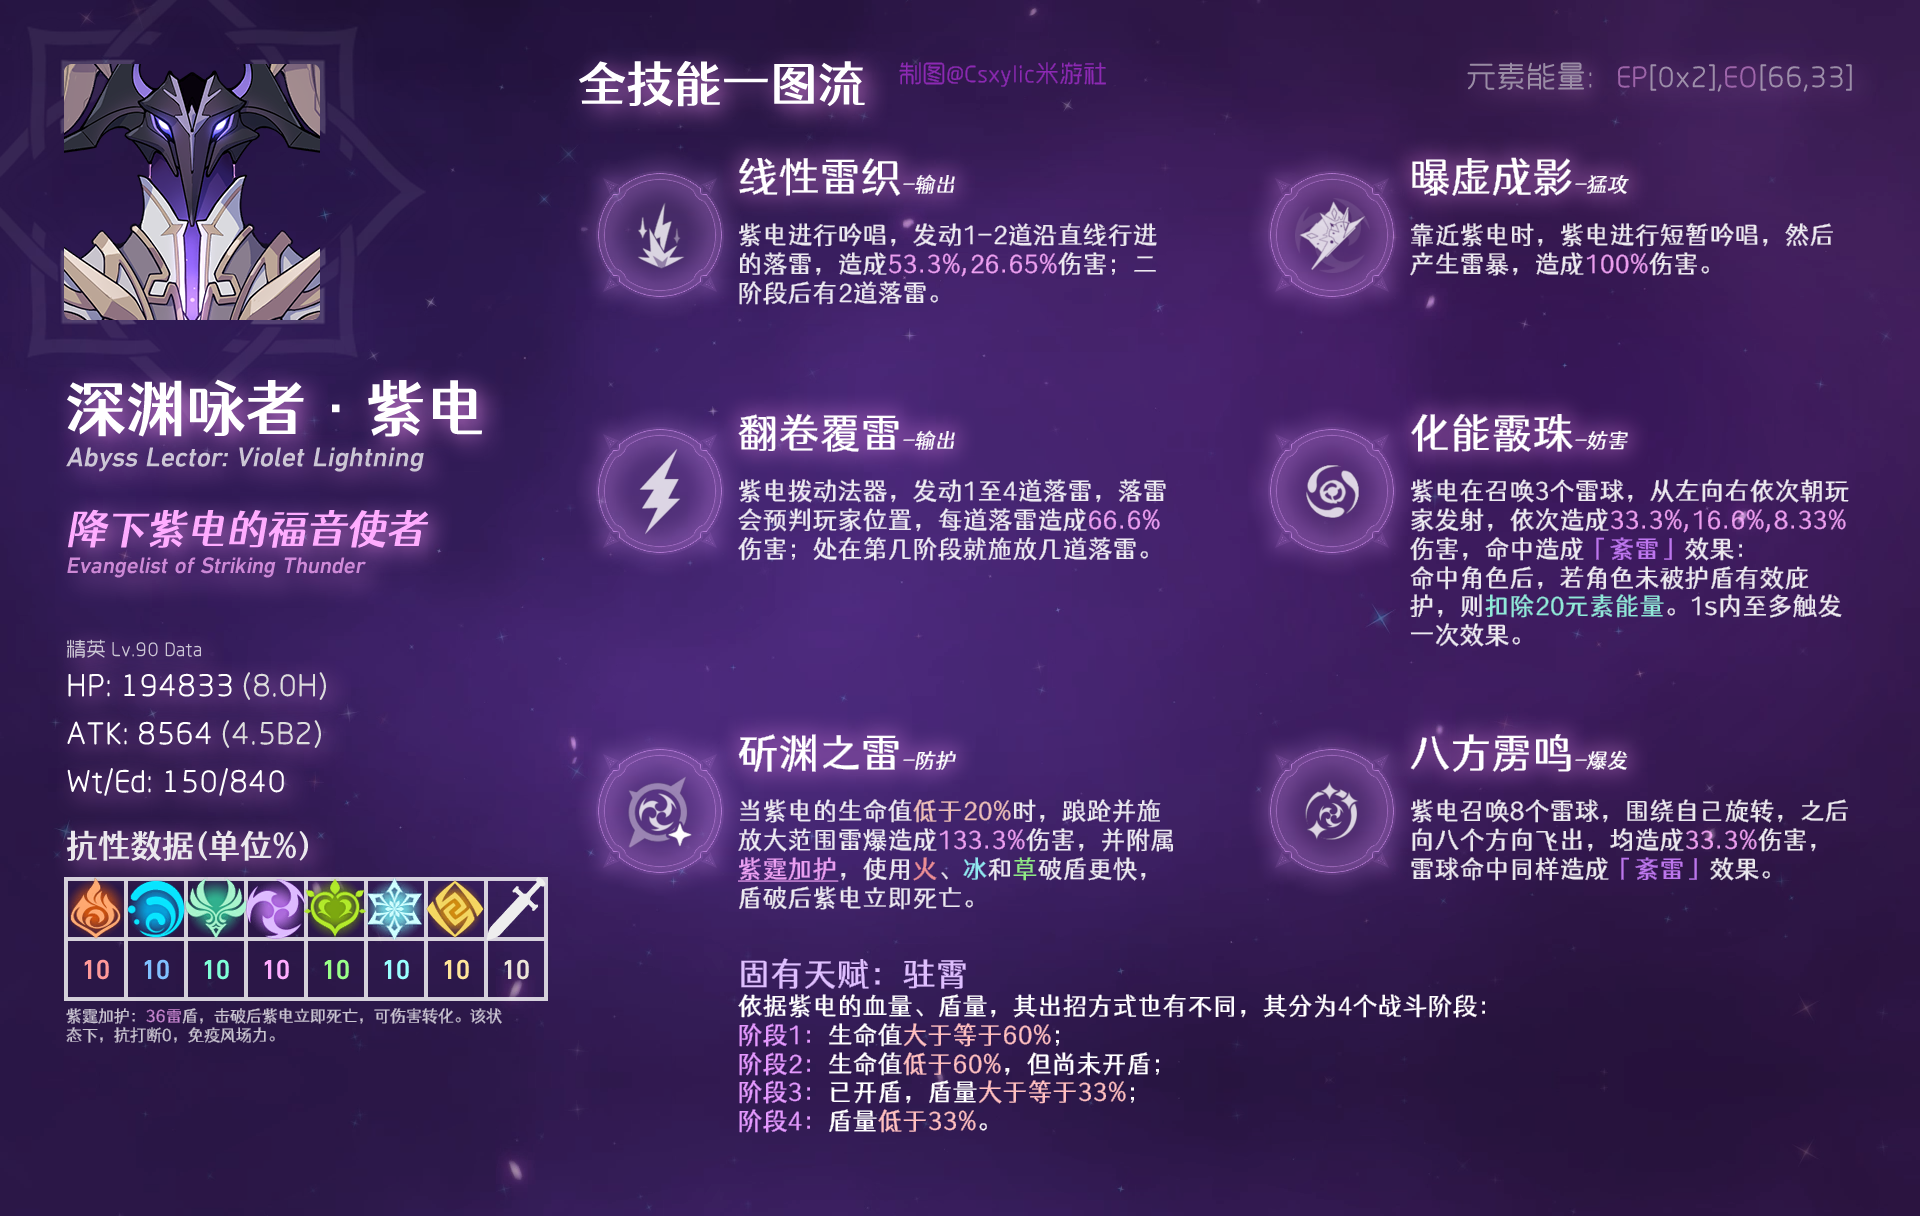 全技能一图流
制图@Csxylic米游社
元素能量：EP[0x2],EO[66,33]
深渊咏者·紫电
Abyss Lector: Violet Lightning
降下紫电的福音使者
Evangelist of Striking Thunder
精英 Lv.90 Data
HP: 194833 (8.0H)
ATK: 8564 (4.5B2)
Wt/Ed: 150/840
抗性数据(单位%)
10 10 10 10 10 10 10 10
紫霆加护：36雷盾，击破后紫电立即死亡，可伤害转化。该状
态下，抗打断0，免疫风场力。
线性雷织-输出
紫电进行吟唱，发动1-2道沿直线行进
的落雷，造成53.3%,26.65%伤害；二
阶段后有2道落雷。
曝虚成影-猛攻
靠近紫电时，紫电进行短暂吟唱，然后
产生雷暴，造成100%伤害。
翻卷覆雷-输出
紫电拨动法器，发动1至4道落雷，落雷
会预判玩家位置，每道落雷造成66.6%
伤害；处在第几阶段就施放几道落雷。
化能霰珠-妨害
紫电在召唤3个雷球，从左向右依次朝玩
家发射，依次造成33.3%,16.6%,8.33%
伤害，命中造成「紊雷」效果：
命中角色后，若角色未被护盾有效庇
护，则扣除20元素能量。1s内至多触发
一次效果。
斫渊之雷-防护
当紫电的生命值低于20%时，踉跄并施
放大范围雷爆造成133.3%伤害，并附属
紫霆加护，使用火、冰和草破盾更快，
盾破后紫电立即死亡。
八方雳鸣-爆发
紫电召唤8个雷球，围绕自己旋转，之后
向八个方向飞出，均造成33.3%伤害，
雷球命中同样造成「紊雷」效果。
固有天赋：驻霄
依据紫电的血量、盾量，其出招方式也有不同，其分为4个战斗阶段：
阶段1：生命值大于等于60%；
阶段2：生命值低于60%，但尚未开盾；
阶段3：已开盾，盾量大于等于33%；
阶段4：盾量低于33%。